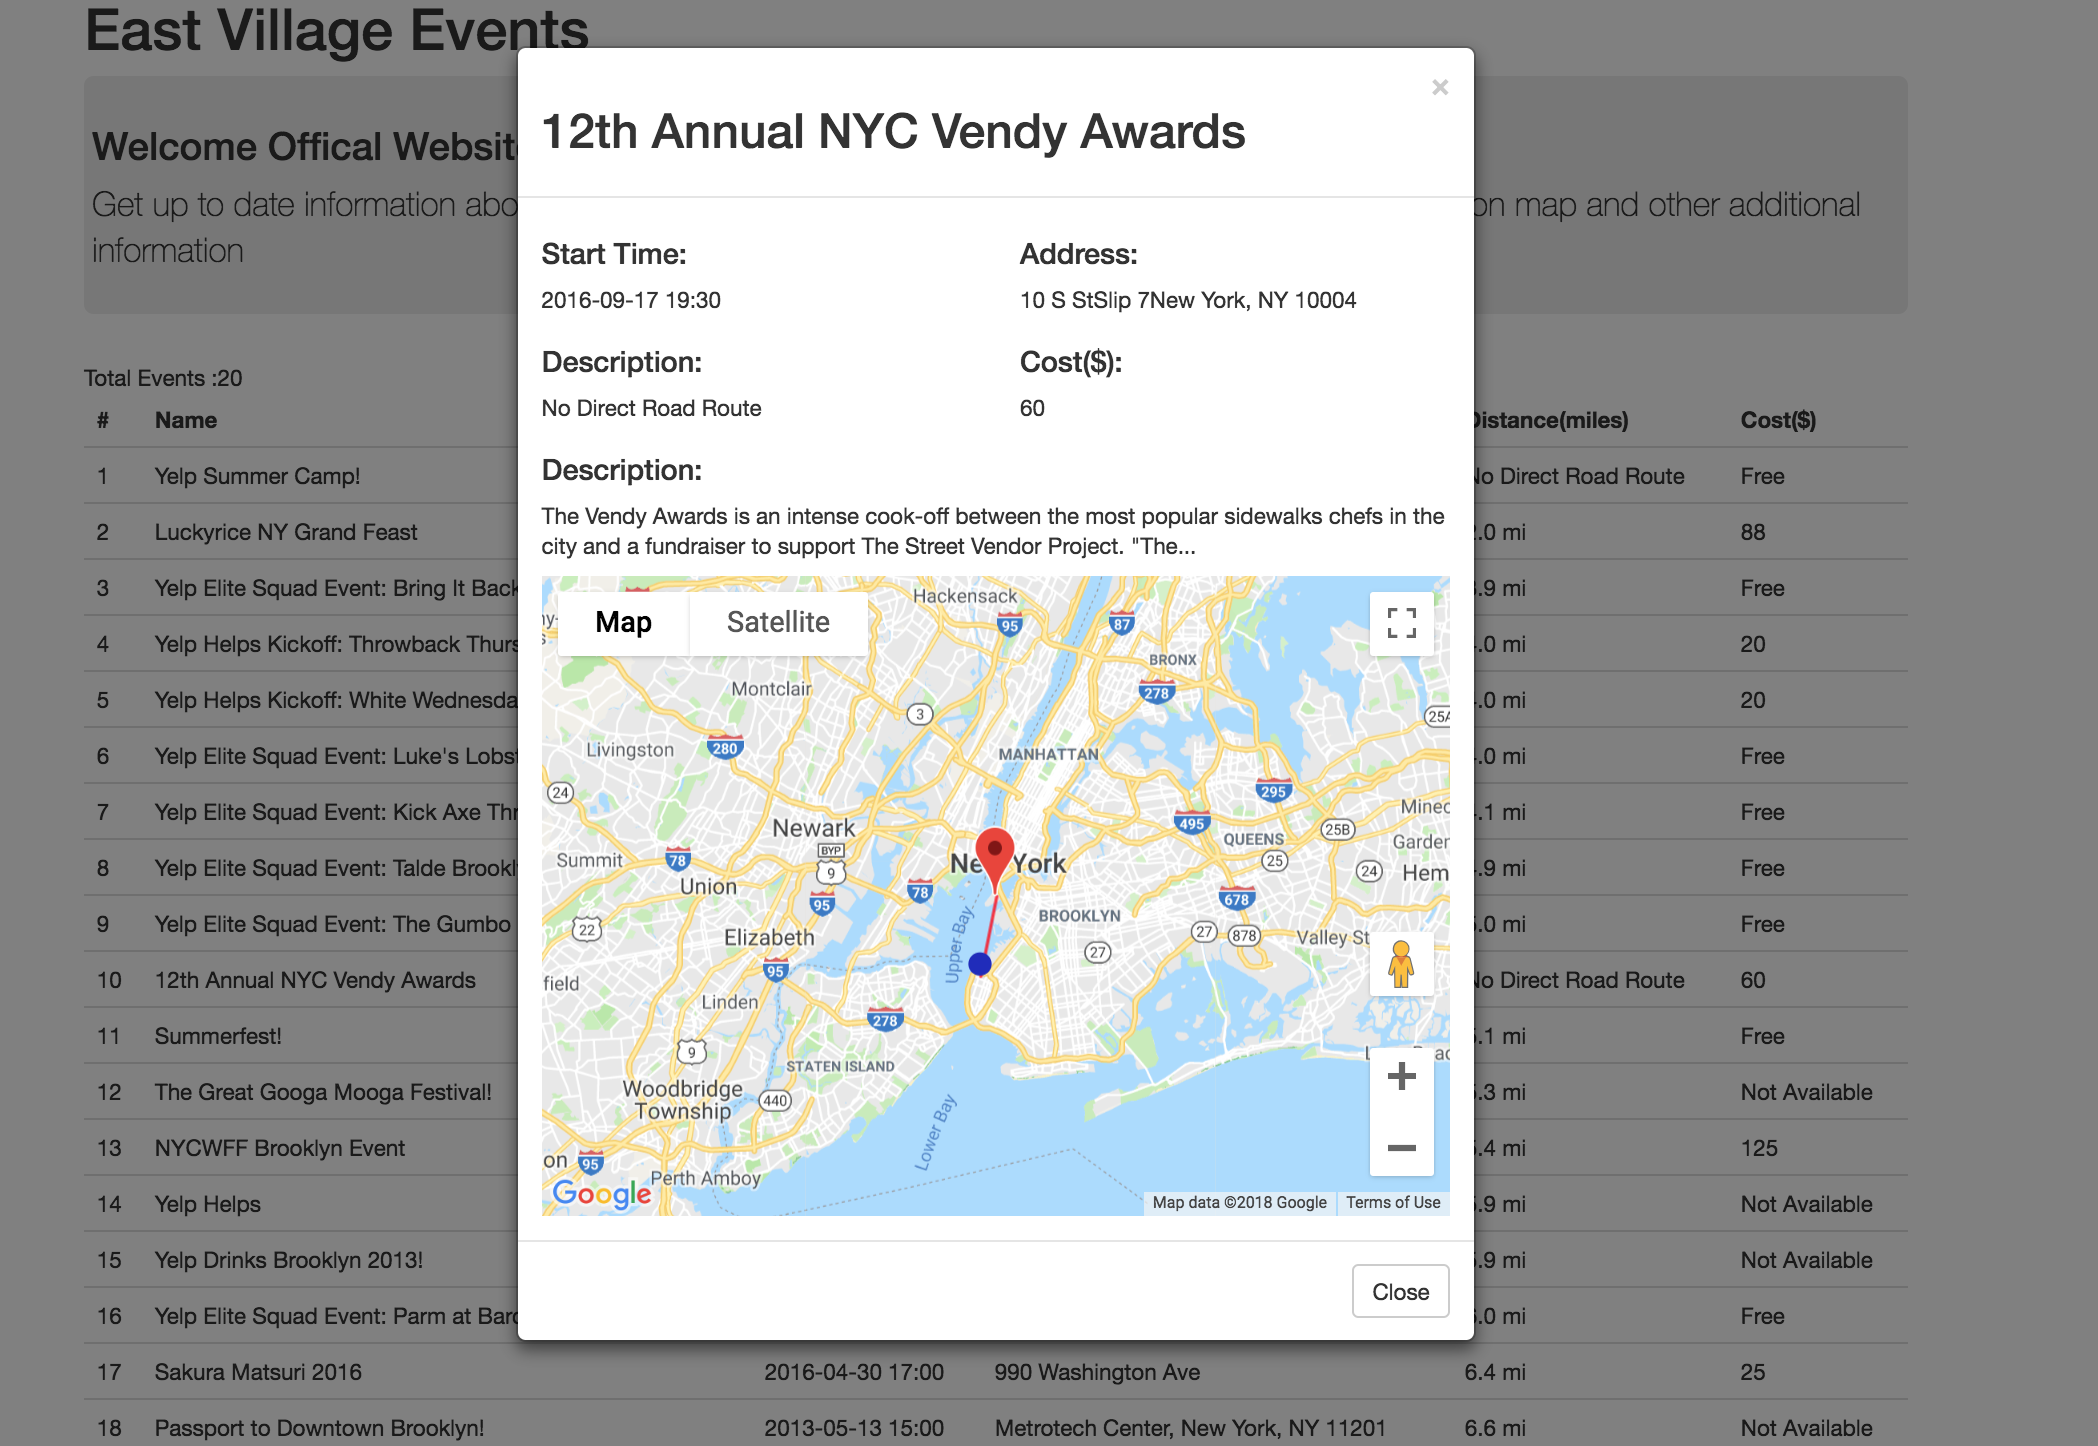 East Village Events
Welcome Offical
Get up to date information
on map and other additional
information
×
12th Annual NYC Vendy Awards
Start Time:
Address:
2016-09-17 19:30
10 S StSlip 7New York, NY 10004
Description:
Cost($):
No Direct Road Route
60
Description:
The Vendy Awards is an intense cook-off between the most popular sidewalks chefs in the
city and a fundraiser to support The Street Vendor Project. "The...
Map
Satellite
Hackensack
95
87
BRONX
278
Montclair
3
25A
Livingston
280
MANHATTAN
24
295
495
25B
Newark
BYP
9
QUEENS
25
Summit
78
New York
24
Union
95
78
678
BROOKLYN
22
Elizabeth
Upper Bay
27
27
878
Valley
95
Linden
278
9
STATEN ISLAND
Woodbridge
Township
440
Lower Bay
95
Perth Amboy
Google
Map data ©2018 Google
Terms of Use
Close
Total Events :20
# Name Distance(miles) Cost($)
1 Yelp Summer Camp! No Direct Road Route Free
2 Luckyrice NY Grand Feast .0 mi 88
3 Yelp Elite Squad Event: Bring It Back .9 mi Free
4 Yelp Helps Kickoff: Throwback .0 mi 20
5 Yelp Helps Kickoff: White .0 mi 20
6 Yelp Elite Squad Event: Luke's .0 mi Free
7 Yelp Elite Squad Event: Kick Axe .1 mi Free
8 Yelp Elite Squad Event: Talde .9 mi Free
9 Yelp Elite Squad Event: The Gumbo .0 mi Free
10 12th Annual NYC Vendy Awards No Direct Road Route 60
11 Summerfest! .1 mi Free
12 The Great Googa Mooga Festival! .3 mi Not Available
13 NYCWFF Brooklyn Event .4 mi 125
14 Yelp Helps .9 mi Not Available
15 Yelp Drinks Brooklyn 2013! .9 mi Not Available
16 Yelp Elite Squad Event: Parm at .0 mi Free
17 Sakura Matsuri 2016 2016-04-30 17:00 990 Washington Ave 6.4 mi 25
18 Passport to Downtown Brooklyn! 2013-05-13 15:00 Metrotech Center, New York, NY 11201 6.6 mi Not Available